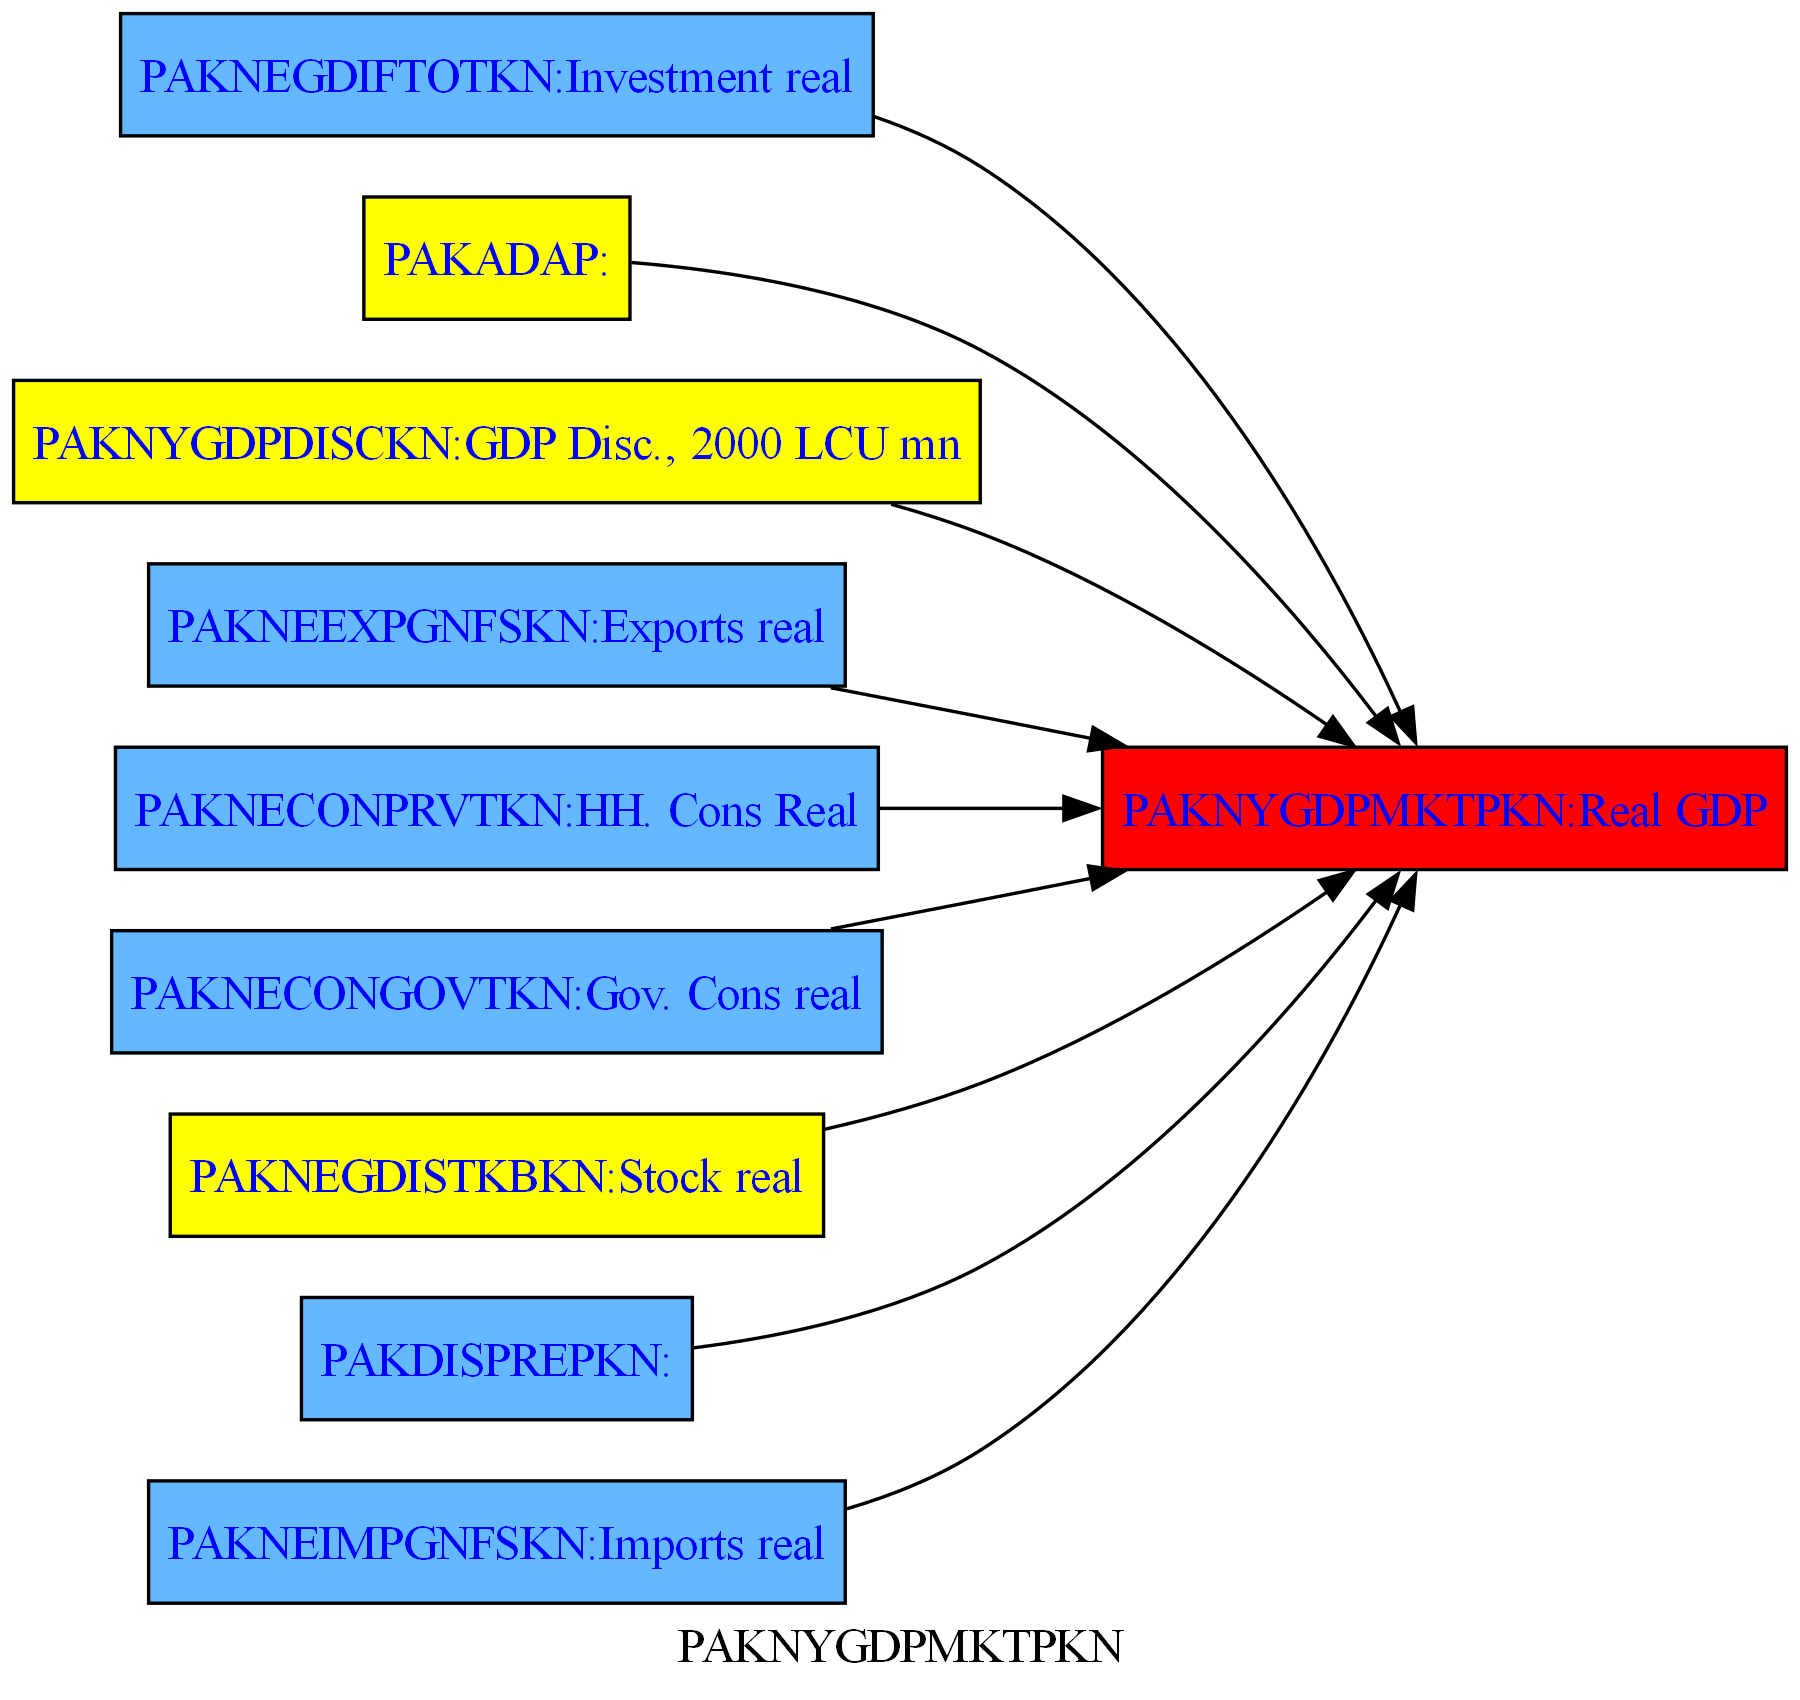 PAKNEGDIFTOTKN:Investment real
PAKADAP:
PAKNYGDPDISCKN:GDP Disc., 2000 LCU mn
PAKNEEXPGNFSKN:Exports real
PAKNECONPRVTKN:HH. Cons Real
PAKNYGDPMKTPKN:Real GDP
PAKNECONGOVTKN:Gov. Cons real
PAKNEGDISTKBKN:Stock real
PAKDISPREPKN:
PAKNEIMPGNFSKN:Imports real
PAKNYGDPMKTPKN